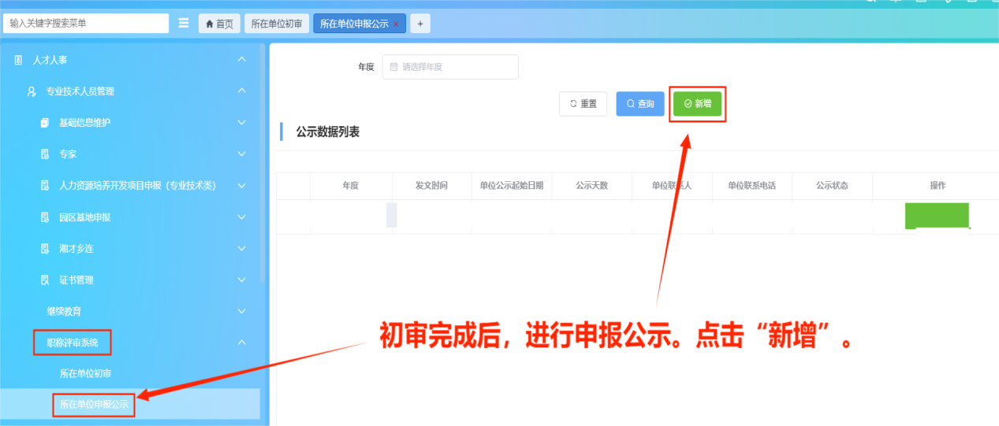 输入关键字搜索菜单
首页
所在单位初审
所在单位申报公示 ×
+
人才人事
专业技术人员管理
基础信息维护
专家
人力资源培养开发项目申报（专业技术类）
园区基地申报
湘才乡连
证书管理
继续教育
职称评审系统
所在单位初审
所在单位申报公示
年度
请选择年度
重置
查询
新增
公示数据列表
年度 发文时间 单位公示起始日期 公示天数 单位联系人 单位联系电话 公示状态 操作
初审完成后，进行申报公示。点击“新增”。